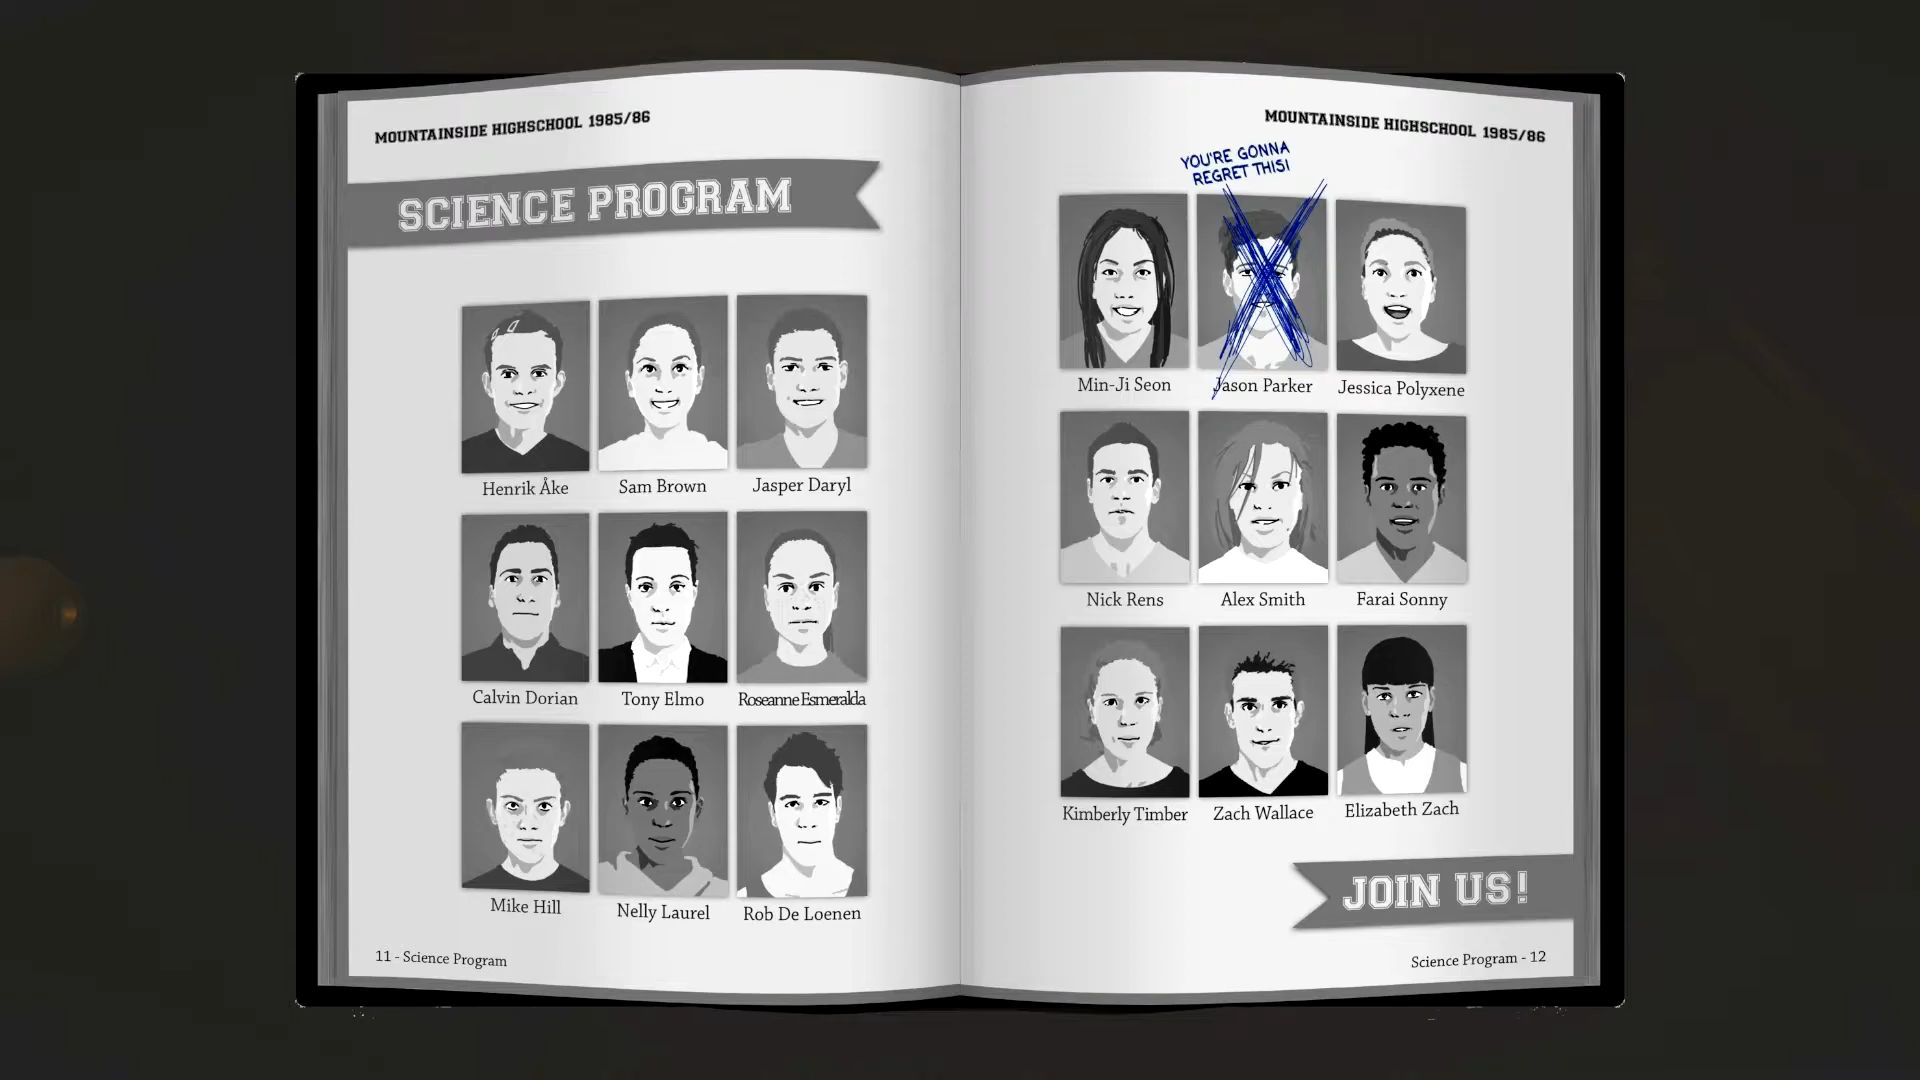 MOUNTAINSIDE HIGHSCHOOL 1985/86
SCIENCE PROGRAM
Henrik Åke
Sam Brown
Jasper Daryl
Calvin Dorian
Tony Elmo
Roseanne Esmeralda
Mike Hill
Nelly Laurel
Rob De Loenen
11 - Science Program
MOUNTAINSIDE HIGHSCHOOL 1985/86
YOU'RE GONNA
REGRET THIS!
Min-Ji Seon
Jason Parker
Jessica Polyxene
Nick Rens
Alex Smith
Farai Sonny
Kimberly Timber
Zach Wallace
Elizabeth Zach
JOIN US!
Science Program - 12